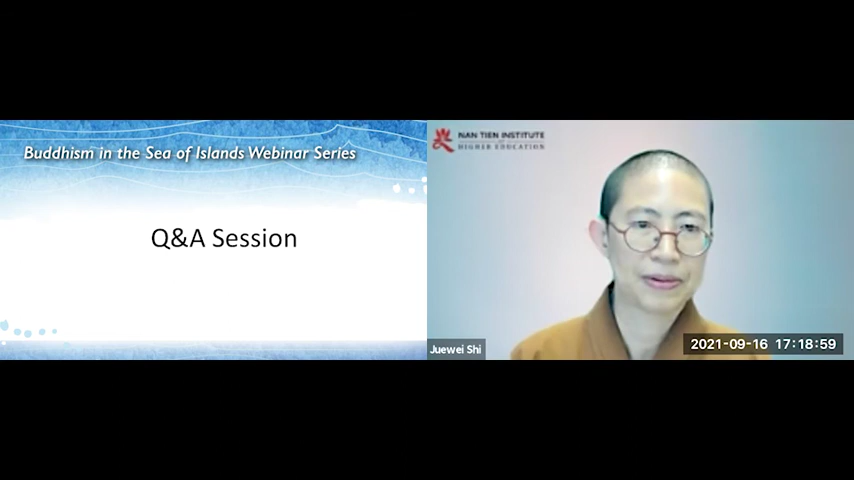 Buddhism in the Sea of Islands Webinar Series
Q&A Session
NAN TIEN INSTITUTE
HIGHER EDUCATION
Juewei Shi
2021-09-16 17:18:59